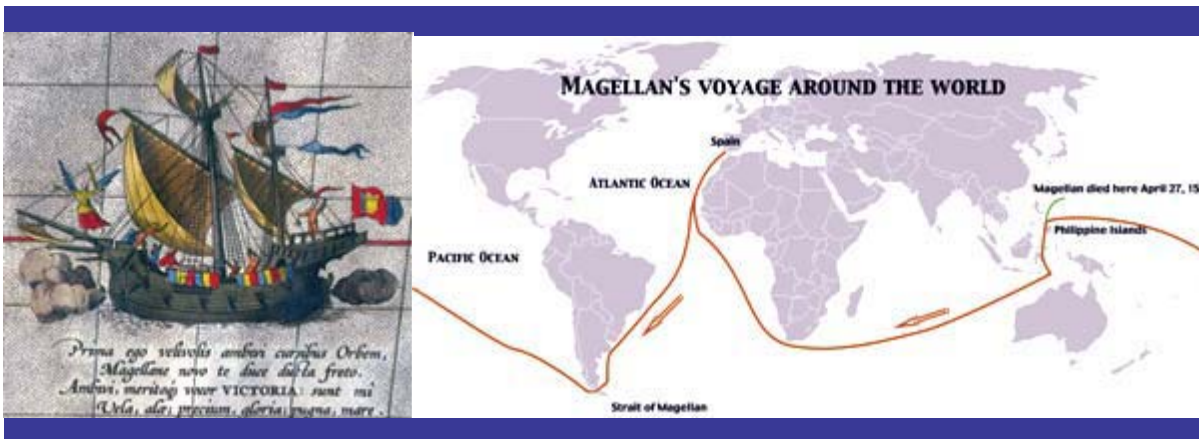 Prima ego velivolis ambivi cursibus Orbem,
Magellane novo te duce ducta freto.
Ambivi, meritoq; vocor VICTORIA: sunt mi
Vela, alæ; precium, gloria; pugna, mare.
MAGELLAN'S VOYAGE AROUND THE WORLD
Spain
ATLANTIC OCEAN
Magellan died here April 27, 15
Philippine Islands
PACIFIC OCEAN
Strait of Magellan